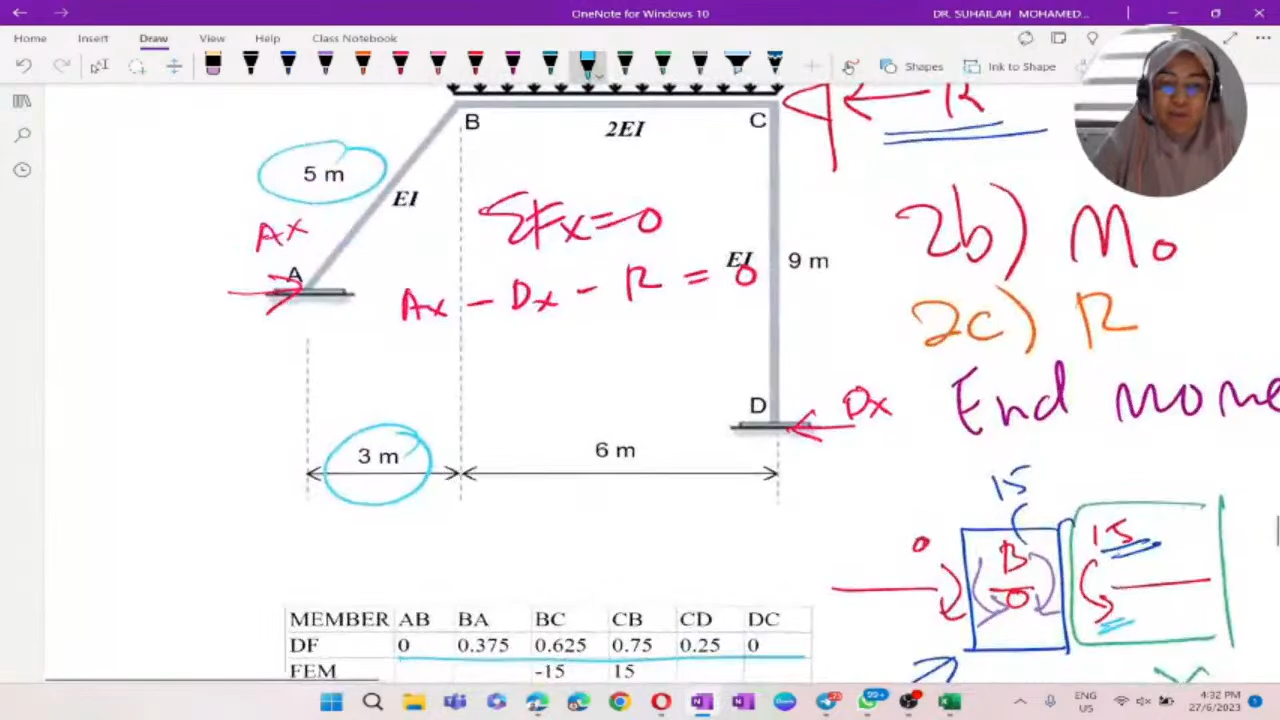 OneNote for Windows 10
DR. SUHAILAH MOHAMED...
Home Insert Draw View Help Class Notebook
Shapes Ink to Shape
B 2EI C
R
5 m
EI
Ax
A
ΣFx=0
Ax - Dx - R = 0
EI 9 m
2b) Mo
2c) R
D
Dx
End mome
3 m 6 m
15
0
B
0
15
MEMBER AB BA BC CB CD DC
DF 0 0.375 0.625 0.75 0.25 0
FEM -15 15
99+
ENG
US
4:32 PM
27/6/2023